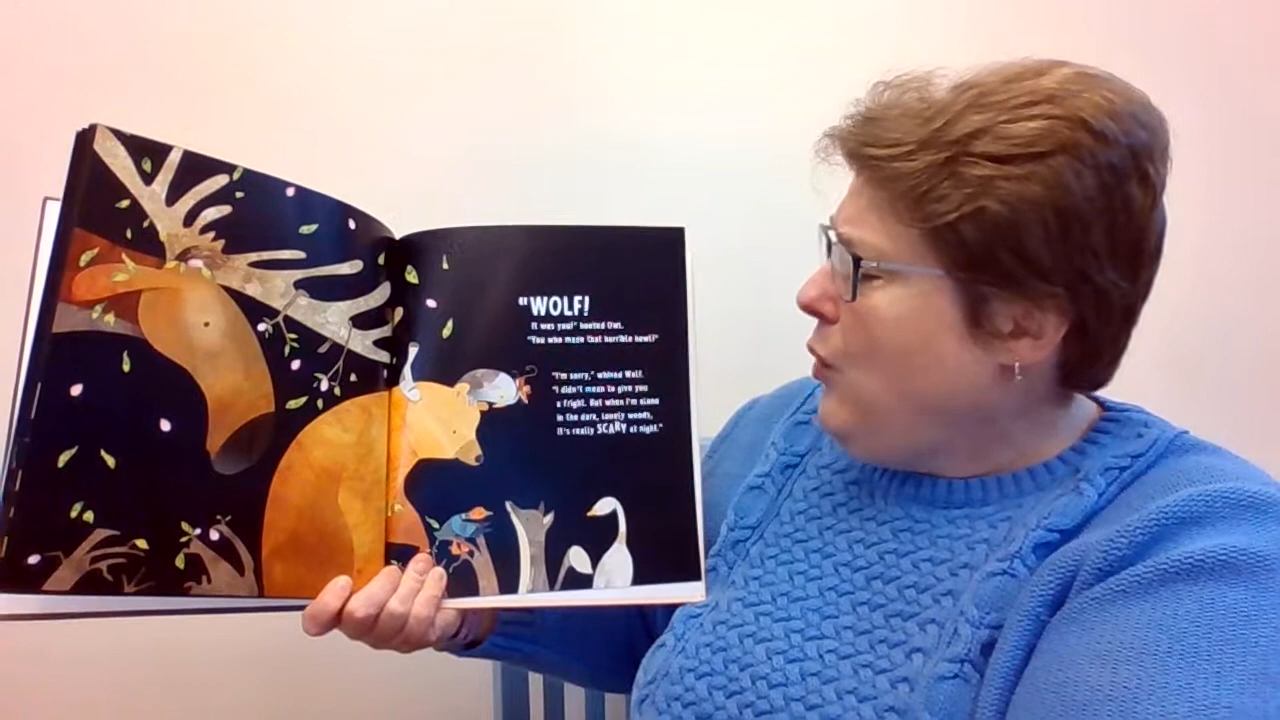 "WOLF!
It was you!" hooted Owl.
"You who made that horrible howl!"
"I'm sorry," whined Wolf.
"I didn't mean to give you
a fright. But when I'm alone
in the dark, lonely woods,
it's really SCARY at night."